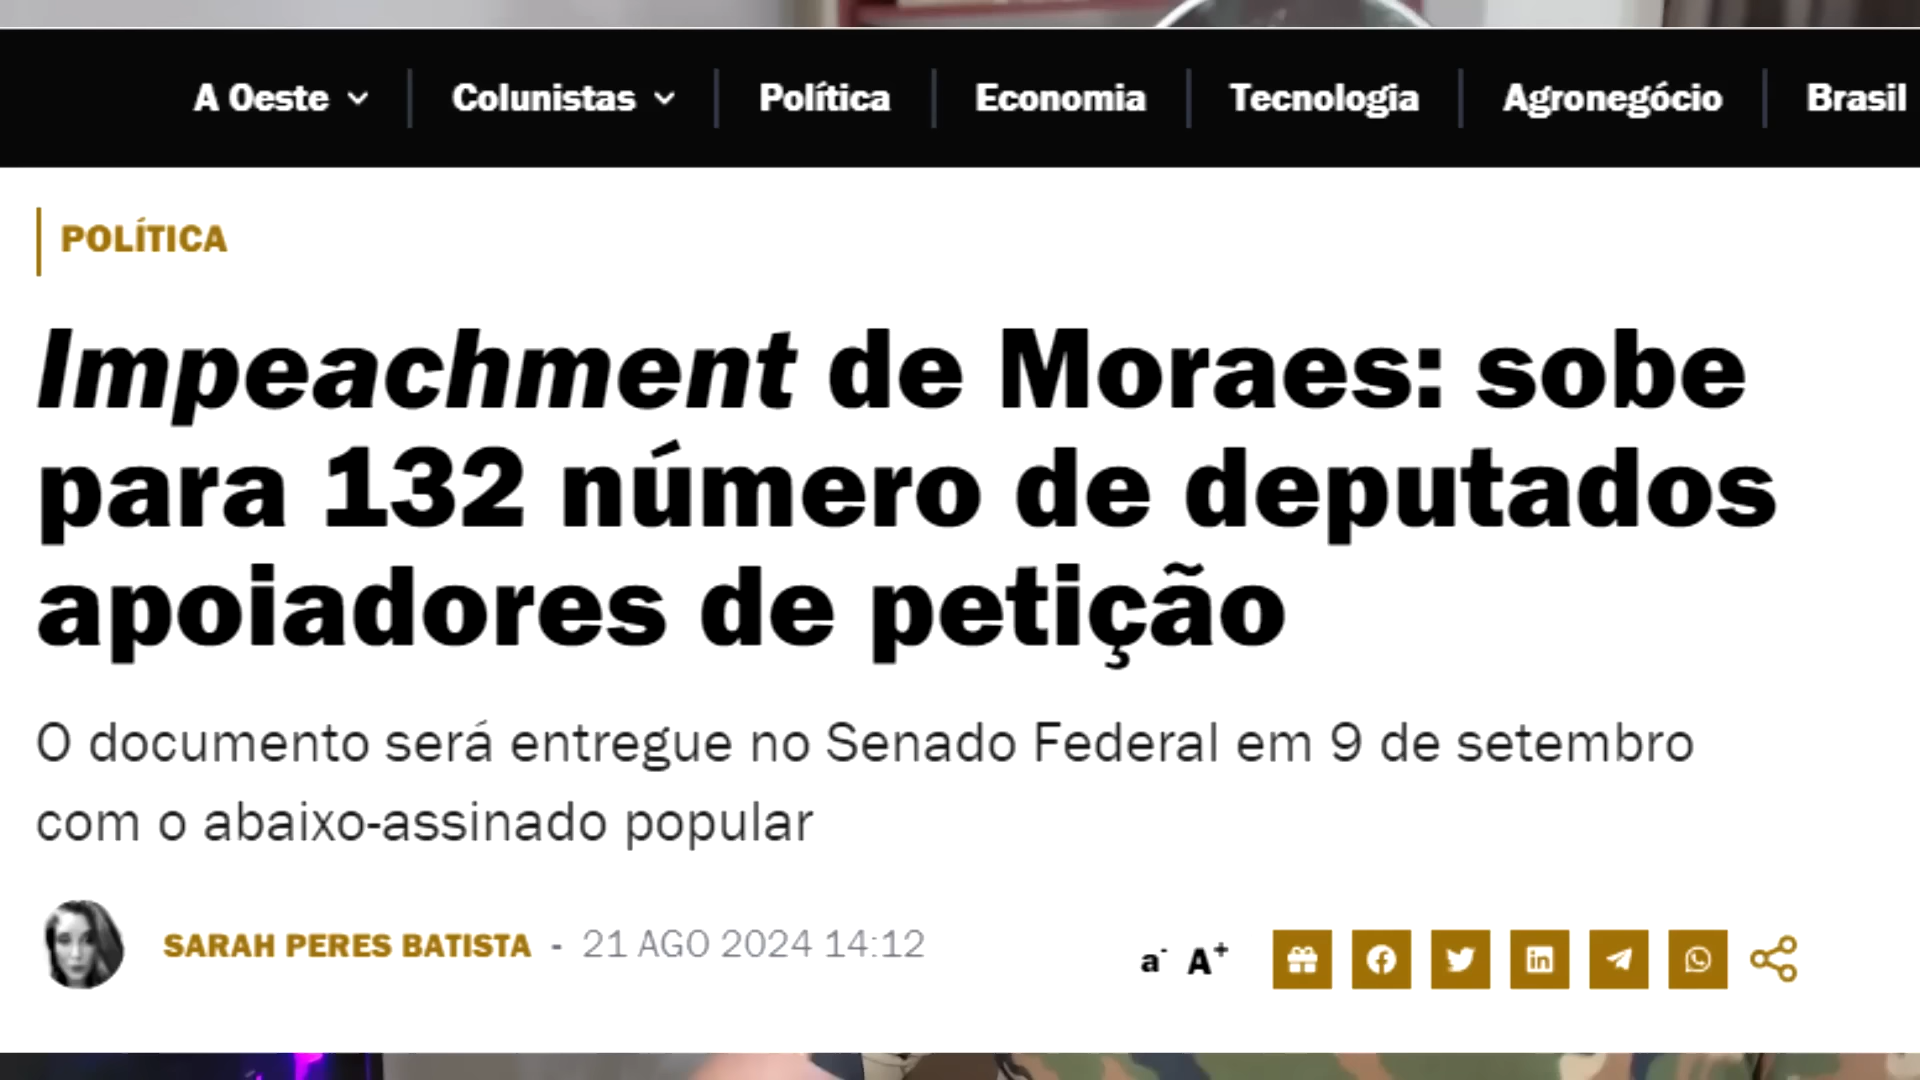 A Oeste Colunistas Política Economia Tecnologia Agronegócio Brasil
POLÍTICA
Impeachment de Moraes: sobe
para 132 número de deputados
apoiadores de petição
O documento será entregue no Senado Federal em 9 de setembro
com o abaixo-assinado popular
SARAH PERES BATISTA - 21 AGO 2024 14:12
a- A+